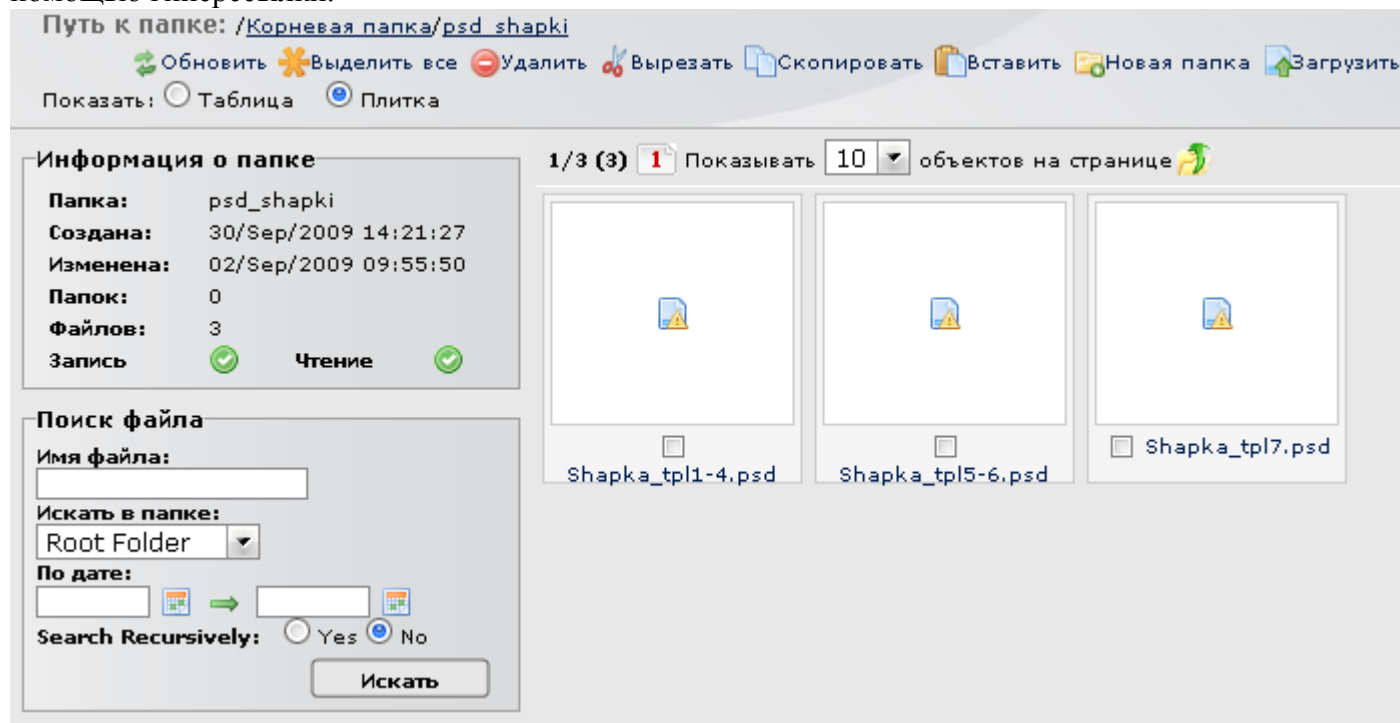 Путь к папке: /Корневая папка/psd_shapki
Обновить Выделить все Удалить Вырезать Скопировать Вставить Новая папка Загрузить
Показать: Таблица Плитка
Информация о папке
Папка: psd_shapki
Создана: 30/Sep/2009 14:21:27
Изменена: 02/Sep/2009 09:55:50
Папок: 0
Файлов: 3
Запись Чтение
Поиск файла
Имя файла:
Искать в папке:
Root Folder
По дате:
Search Recursively: Yes No
Искать
1/3 (3) 1 Показывать 10 объектов на странице
Shapka_tpl1-4.psd
Shapka_tpl5-6.psd
Shapka_tpl7.psd